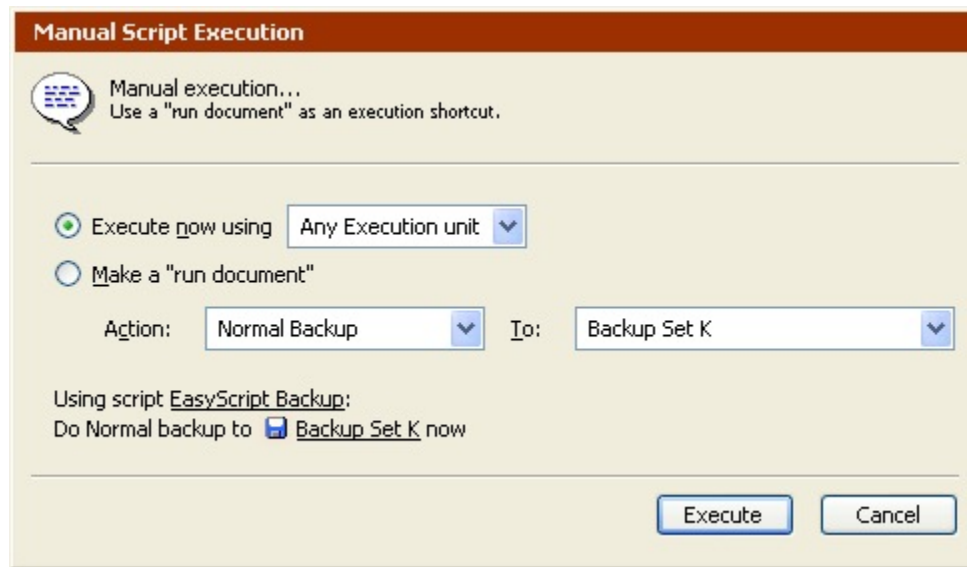 Manual Script Execution
Manual execution...
Use a "run document" as an execution shortcut.
Execute now using Any Execution unit
Make a "run document"
Action: Normal Backup To: Backup Set K
Using script EasyScript Backup:
Do Normal backup to Backup Set K now
Execute Cancel